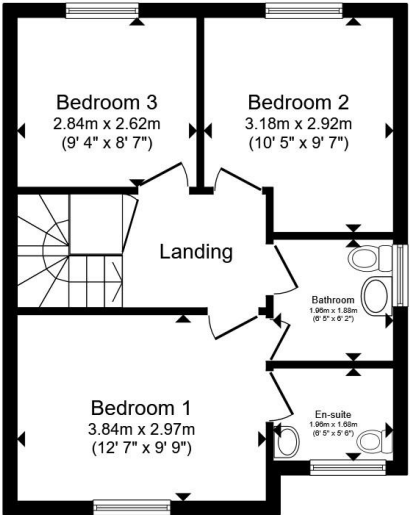 Bedroom 3
2.84m x 2.62m
(9' 4" x 8' 7")
Bedroom 2
3.18m x 2.92m
(10' 5" x 9' 7")
Landing
Bathroom
1.96m x 1.88m
(6' 5" x 6' 2")
Bedroom 1
3.84m x 2.97m
(12' 7" x 9' 9")
En-suite
1.96m x 1.68m
(6' 5" x 5' 6")